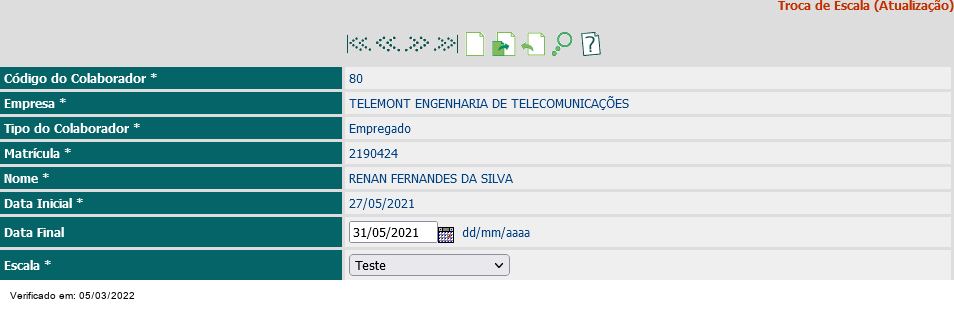 Troca de Escala (Atualização)
Código do Colaborador * 80
Empresa * TELEMONT ENGENHARIA DE TELECOMUNICAÇÕES
Tipo do Colaborador * Empregado
Matrícula * 2190424
Nome * RENAN FERNANDES DA SILVA
Data Inicial * 27/05/2021
Data Final 31/05/2021 dd/mm/aaaa
Escala * Teste
Verificado em: 05/03/2022